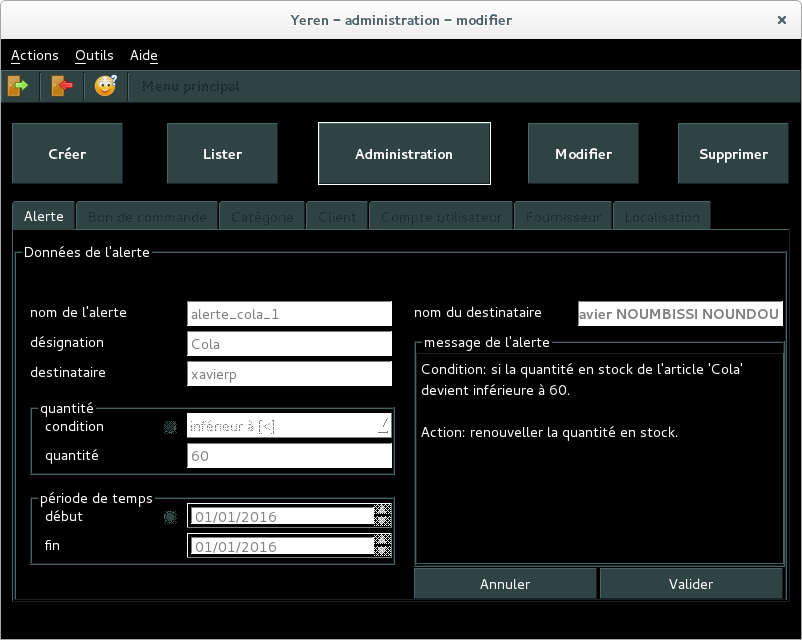 Yeren – administration – modifier
Actions Outils Aide
Menu principal
Créer Lister Administration Modifier Supprimer
Alerte Bon de commande Catégorie Client Compte utilisateur Fournisseur Localisation
Données de l'alerte
nom de l'alerte alerte_cola_1
désignation Cola
destinataire xavierp
quantité
condition inférieur à [<]
quantité 60
période de temps
début 01/01/2016
fin 01/01/2016
nom du destinataire avier NOUMBISSI NOUNDOU
message de l'alerte
Condition: si la quantité en stock de l'article 'Cola'
devient inférieure à 60.
Action: renouveller la quantité en stock.
Annuler Valider